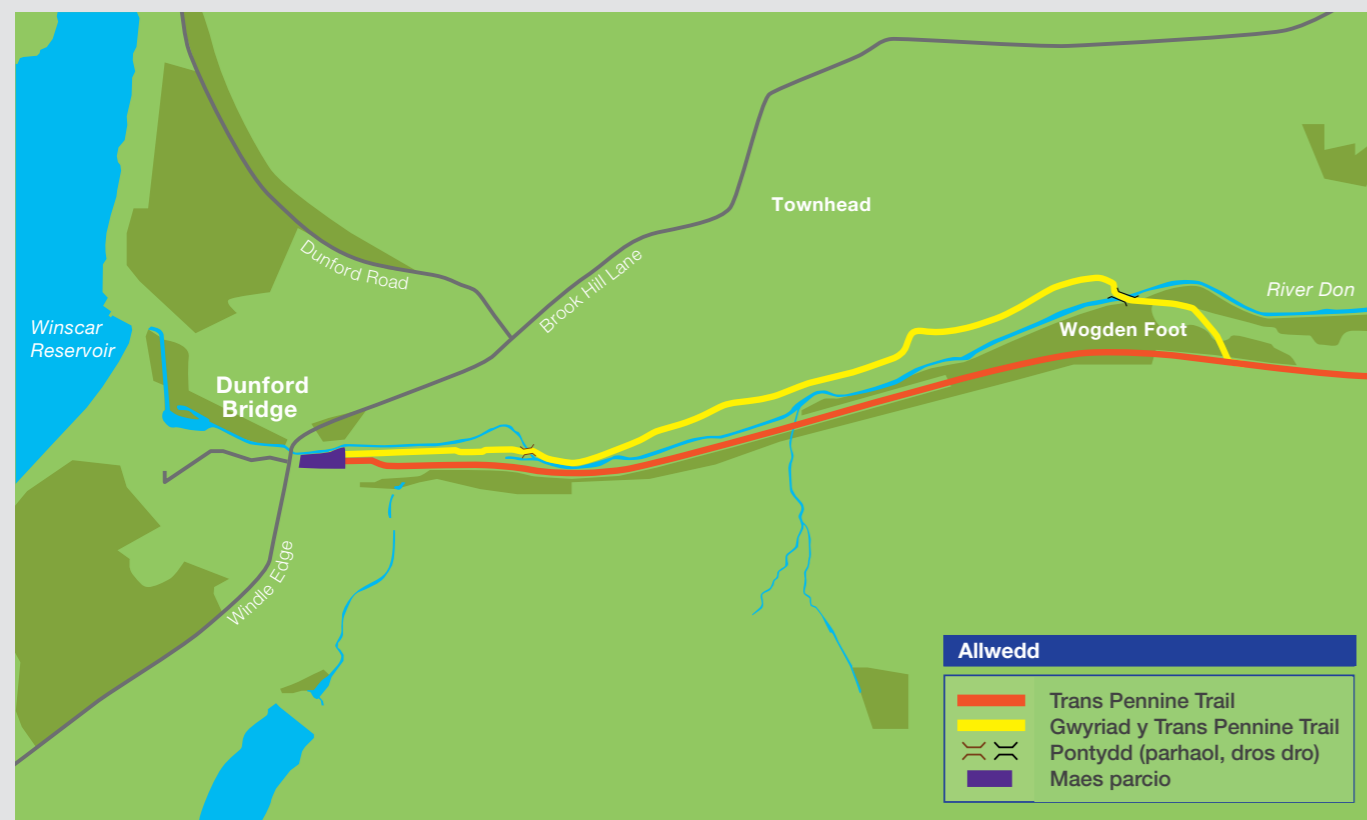 Townhead
Dunford Road
Brook Hill Lane
River Don
Winscar
Reservoir
Wogden Foot
Dunford
Bridge
Windle Edge
Allwedd
Trans Pennine Trail
Gwyriad y Trans Pennine Trail
Pontydd (parhaol, dros dro)
Maes parcio